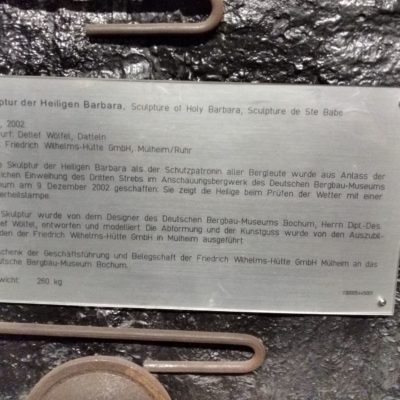 ptur der Heiligen Barbara, Sculpture of Holy Barbara, Sculpture de Ste Babe
, 2002
urf: Detlef Wölfel, Datteln
Friedrich Wilhelms-Hütte GmbH, Mülheim/Ruhr
e Skulptur der Heiligen Barbara als der Schutzpatronin aller Bergleute wurde aus Anlass der
lichen Einweihung des Dritten Strebs im Anschauungsbergwerk des Deutschen Bergbau-Museums
um am 9. Dezember 2002 geschaffen: Sie zeigt die Heilige beim Prüfen der Wetter mit einer
erheitslampe.
Skulptur wurde von dem Designer des Deutschen Bergbau-Museums Bochum, Herrn Dipl.-Des.
ef Wölfel, entworfen und modelliert. Die Abformung und der Kunstguss wurde von den Auszubil-
den der Friedrich Wilhelms-Hütte GmbH in Mülheim ausgeführt.
schenk der Geschäftsführung und Belegschaft der Friedrich Wilhelms-Hütte GmbH Mülheim an das
utsche Bergbau-Museum Bochum.
wicht: 260 kg